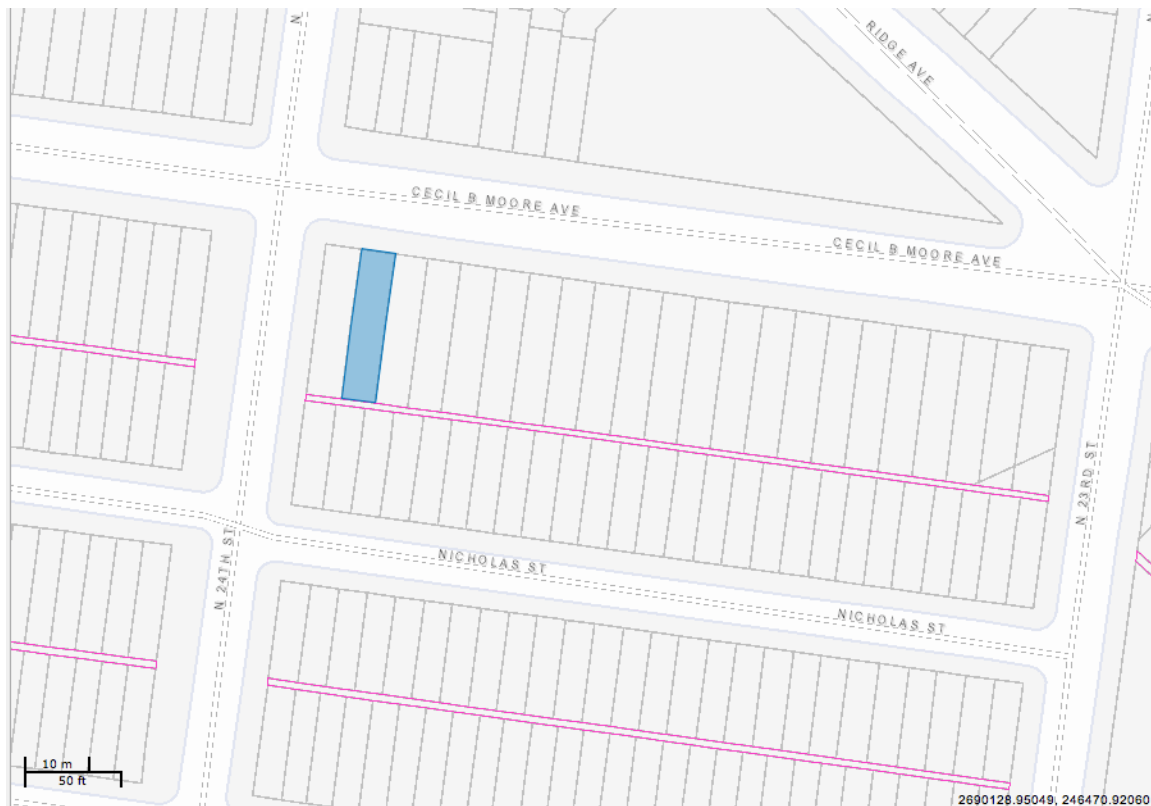 N
RIDGE AVE
2
CECIL B MOORE AVE
CECIL B MOORE AVE
N 23RD ST
N 24TH ST
NICHOLAS ST
NICHOLAS ST
10 m
50 ft
2690128.95049, 246470.92060